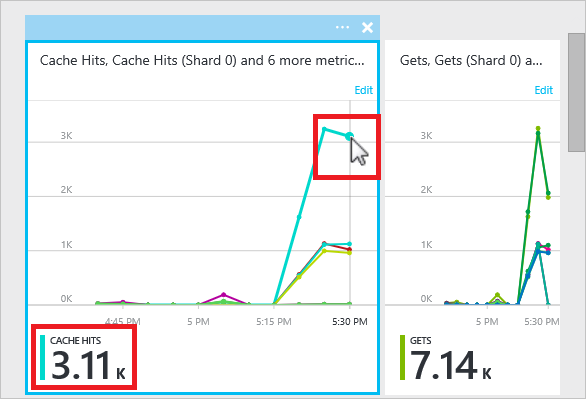 Cache Hits, Cache Hits (Shard 0) and 6 more metric...
Edit
3K
2K
1K
0K
4:45 PM 5 PM 5:15 PM 5:30 PM
CACHE HITS
3.11 K
Gets, Gets (Shard 0) a...
Edit
3K
2K
1K
0K
5 PM 5:30 PM
GETS
7.14 K